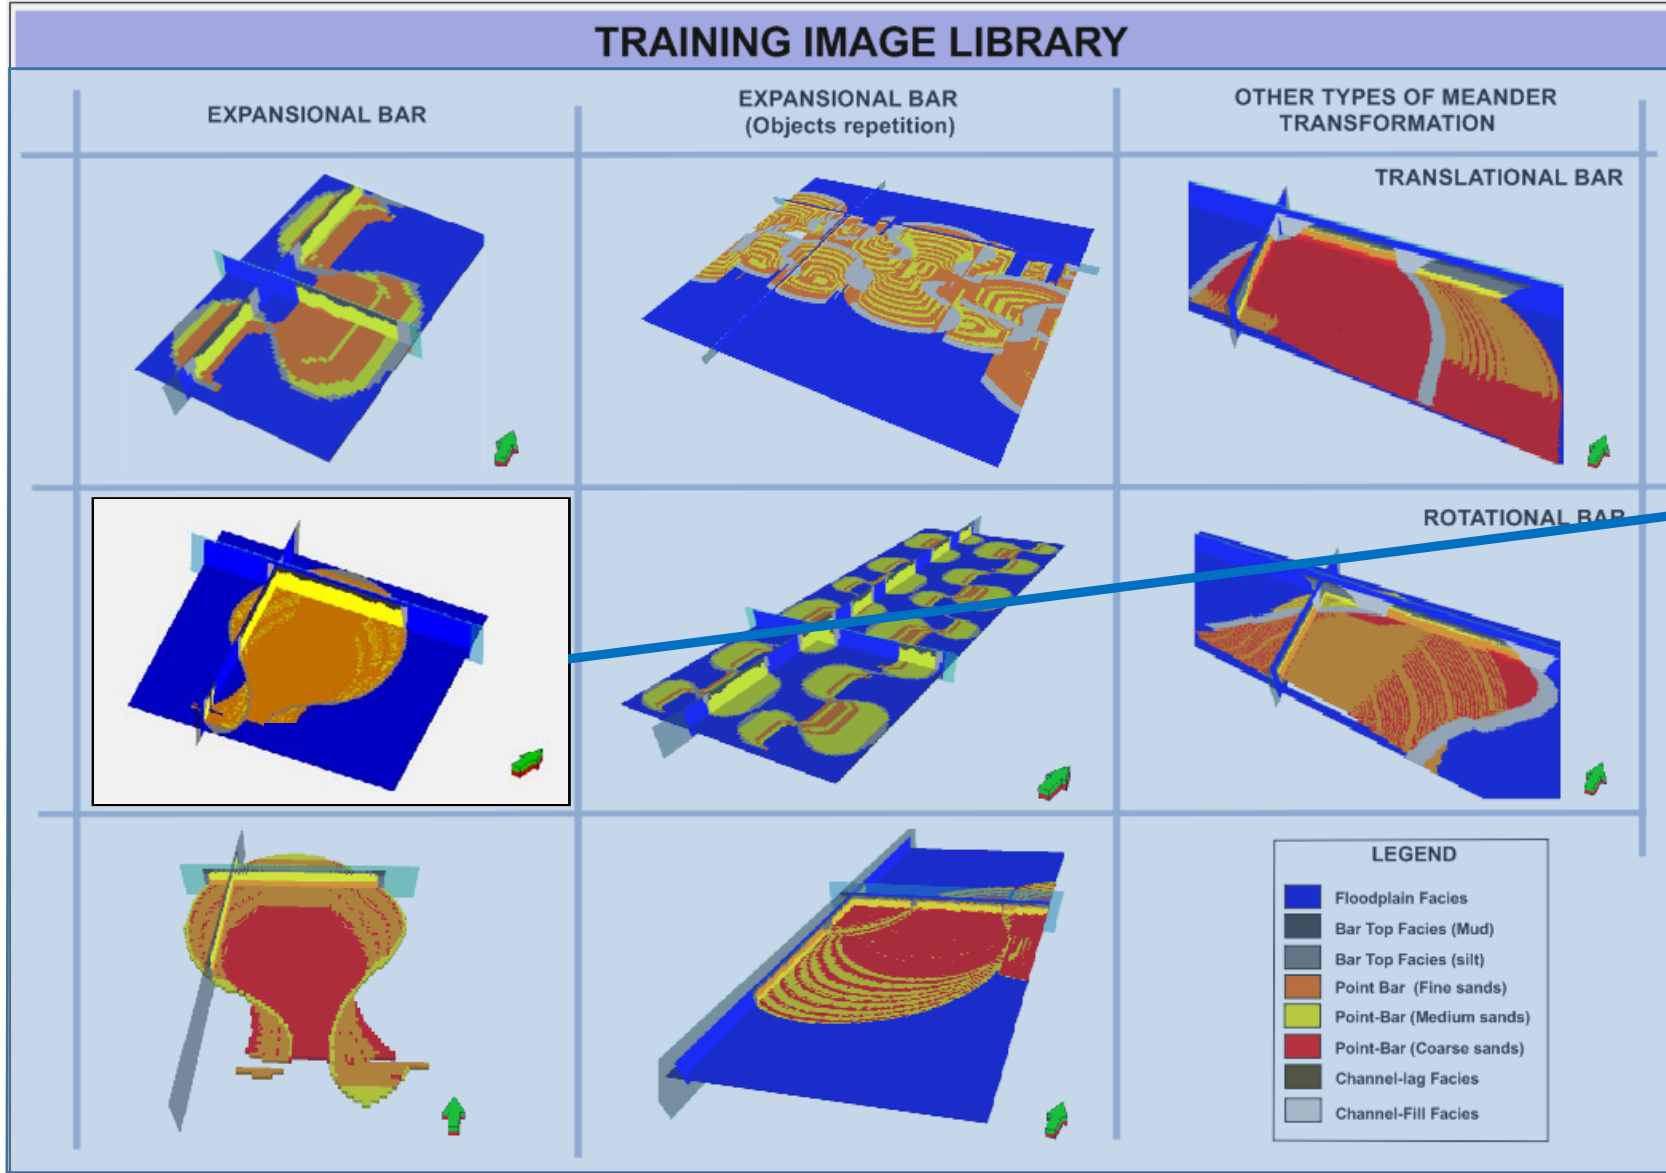 TRAINING IMAGE LIBRARY
EXPANSIONAL BAR
EXPANSIONAL BAR
(Objects repetition)
OTHER TYPES OF MEANDER
TRANSFORMATION
TRANSLATIONAL BAR
ROTATIONAL BAR
LEGEND
Floodplain Facies
Bar Top Facies (Mud)
Bar Top Facies (silt)
Point Bar (Fine sands)
Point-Bar (Medium sands)
Point-Bar (Coarse sands)
Channel-lag Facies
Channel-Fill Facies